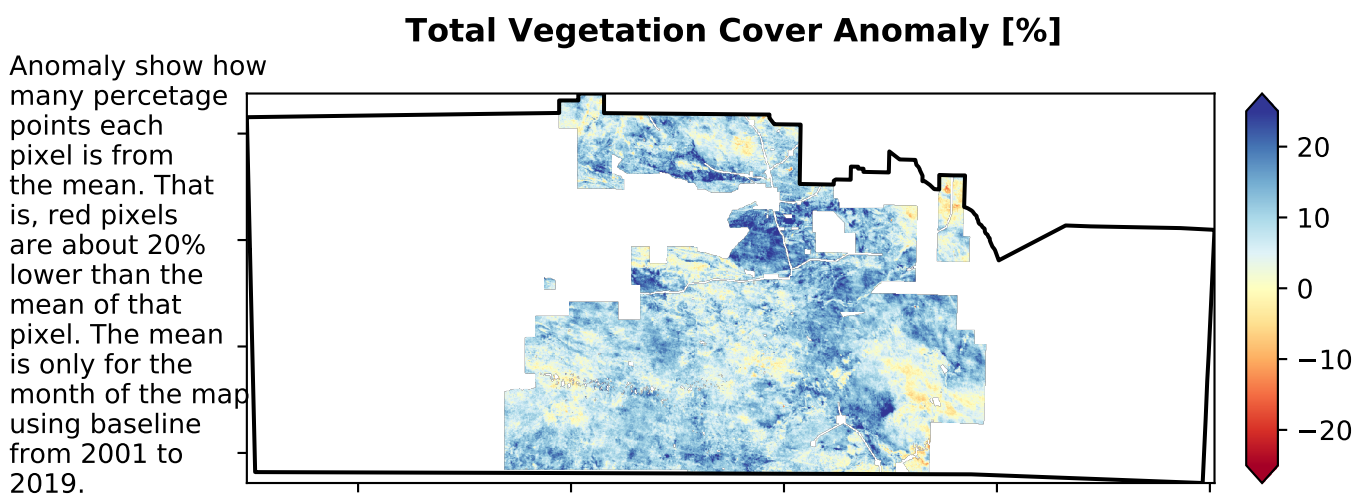 Total Vegetation Cover Anomaly [%]
Anomaly show how
many percetage
points each
pixel is from
the mean. That
is, red pixels
are about 20%
lower than the
mean of that
pixel. The mean
is only for the
month of the map
using baseline
from 2001 to
2019.
20
10
0
−10
−20